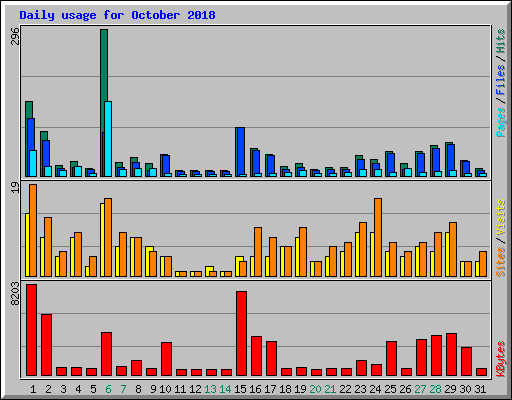 Daily usage for October 2018
296
Pages / Files / Hits
19
Sites / Visits
8203
KBytes
1 2 3 4 5 6 7 8 9 10 11 12 13 14 15 16 17 18 19 20 21 22 23 24 25 26 27 28 29 30 31